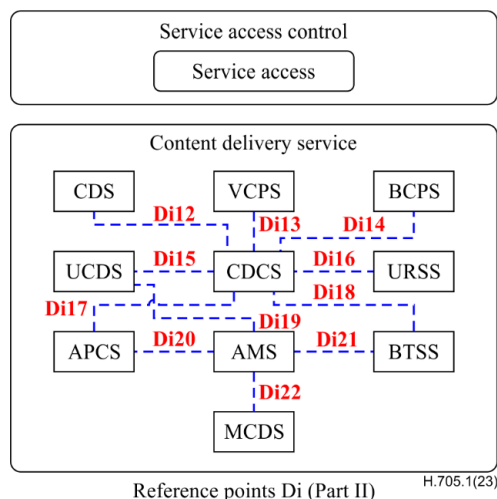 Service access control
Service access
Content delivery service
CDS VCPS BCPS
Di12 Di13 Di14
UCDS Di15 CDCS Di16 URSS
Di17 Di18
Di19
APCS Di20 AMS Di21 BTSS
Di22
MCDS
Reference points Di (Part II)
H.705.1(23)